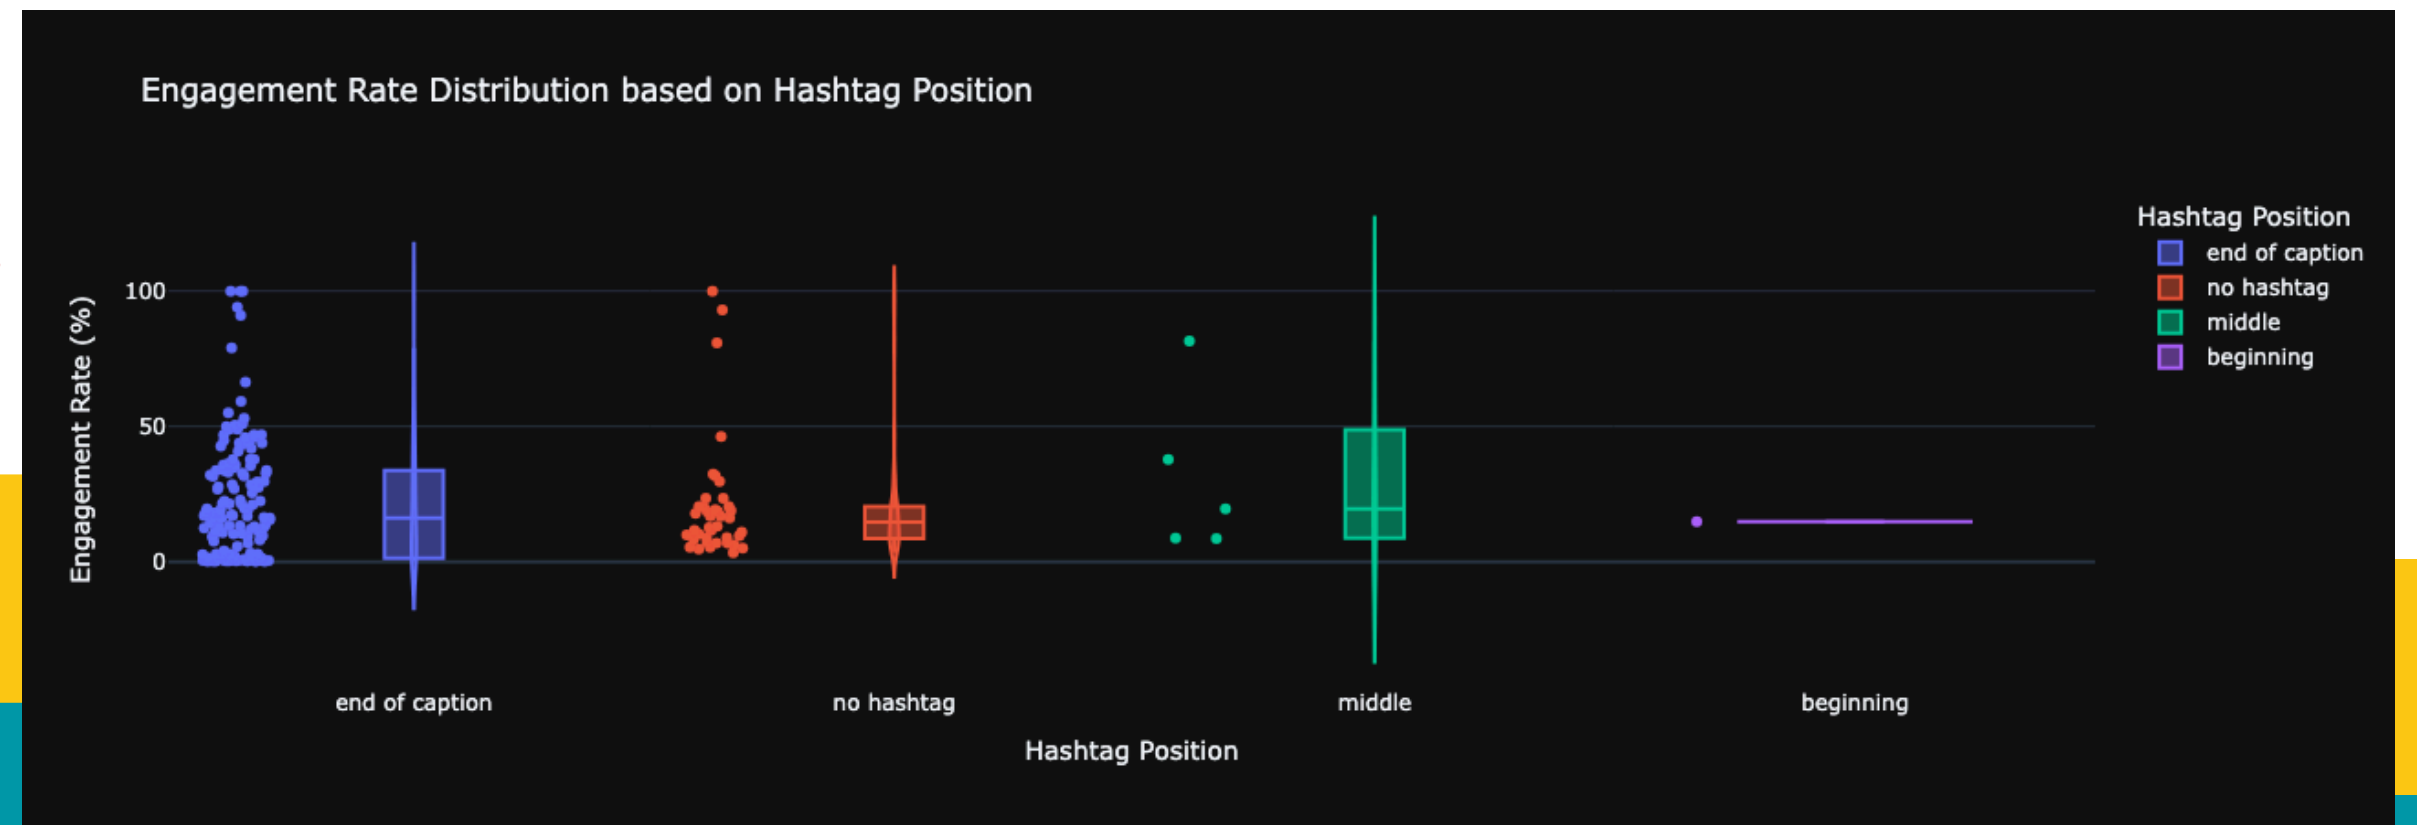 Engagement Rate Distribution based on Hashtag Position
Engagement Rate (%)
100
50
0
end of caption
no hashtag
middle
beginning
Hashtag Position
Hashtag Position
end of caption
no hashtag
middle
beginning